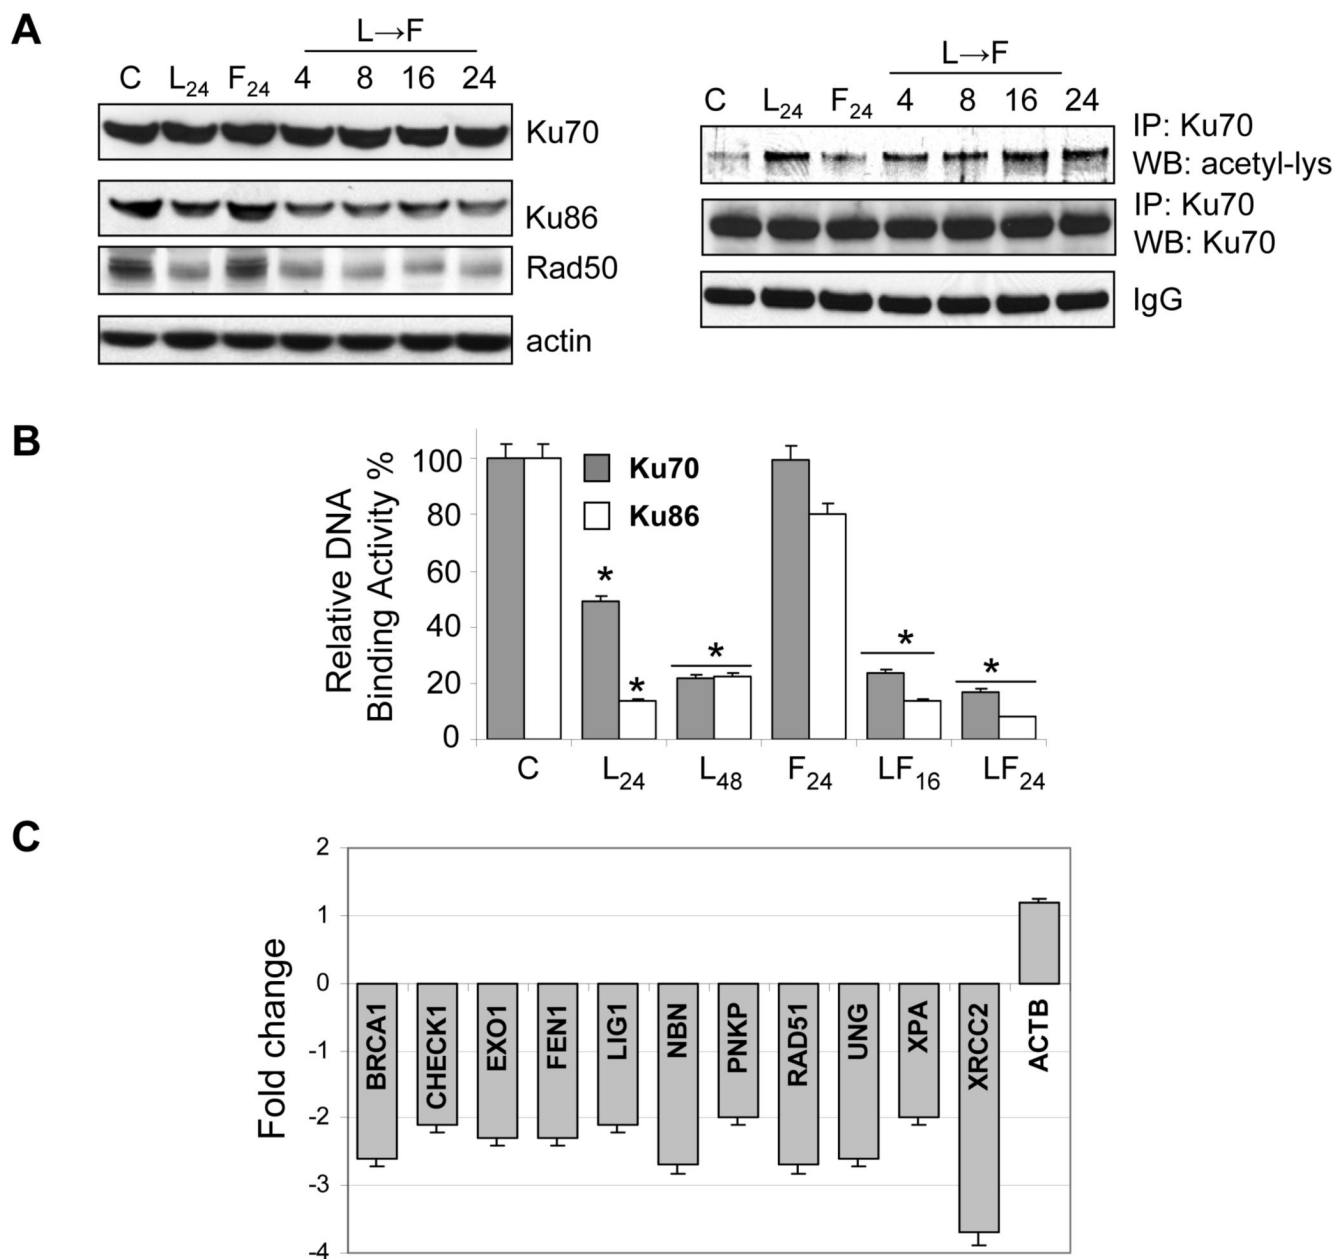 A
L→F
C L24 F24 4 8 16 24
Ku70
Ku86
Rad50
actin
L→F
C L24 F24 4 8 16 24
IP: Ku70
WB: acetyl-lys
IP: Ku70
WB: Ku70
IgG
B
Relative DNA
Binding Activity %
100
80
60
40
20
0
Ku70
Ku86
*
*
*
*
*
C L24 L48 F24 LF16 LF24
C
Fold change
2
1
0
-1
-2
-3
-4
BRCA1
CHECK1
EXO1
FEN1
LIG1
NBN
PNKP
RAD51
UNG
XPA
XRCC2
ACTB